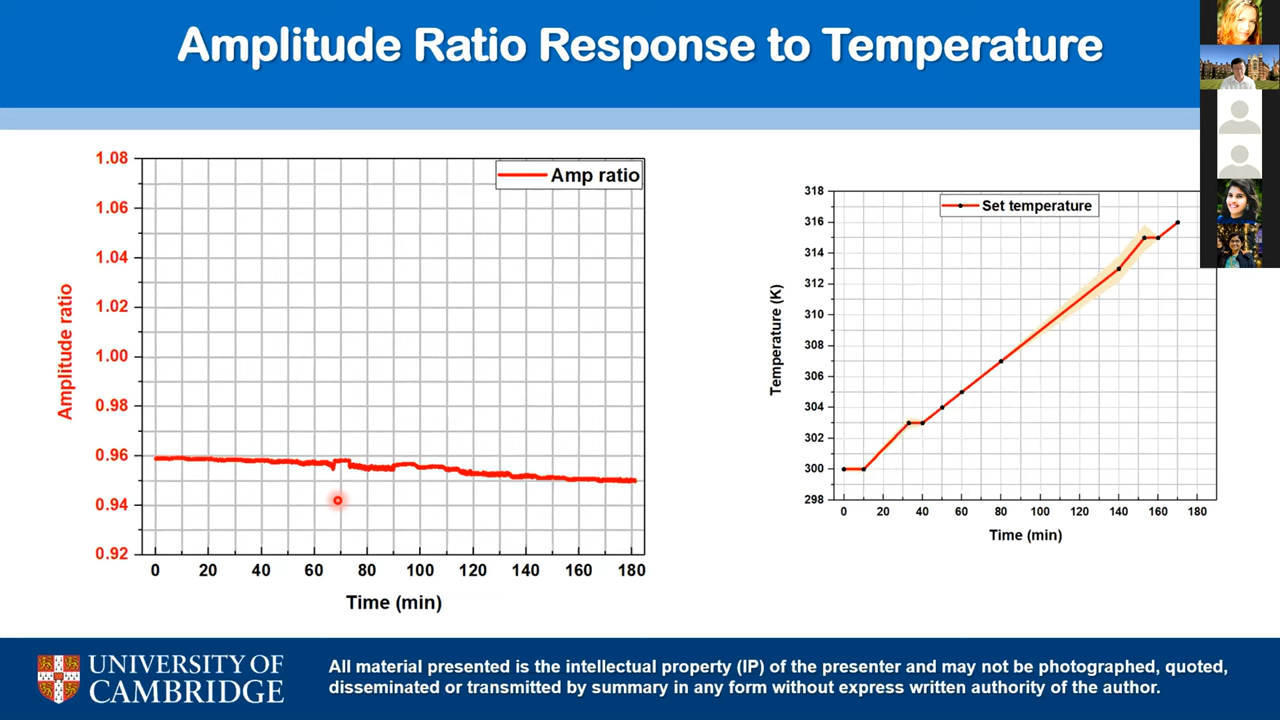 Amplitude Ratio Response to Temperature
1.08
1.06
1.04
1.02
1.00
0.98
0.96
0.94
0.92
Amplitude ratio
Amp ratio
0 20 40 60 80 100 120 140 160 180
Time (min)
318
316
314
312
310
308
306
304
302
300
298
Temperature (K)
Set temperature
0 20 40 60 80 100 120 140 160 180
Time (min)
UNIVERSITY OF
CAMBRIDGE
All material presented is the intellectual property (IP) of the presenter and may not be photographed, quoted,
disseminated or transmitted by summary in any form without express written authority of the author.